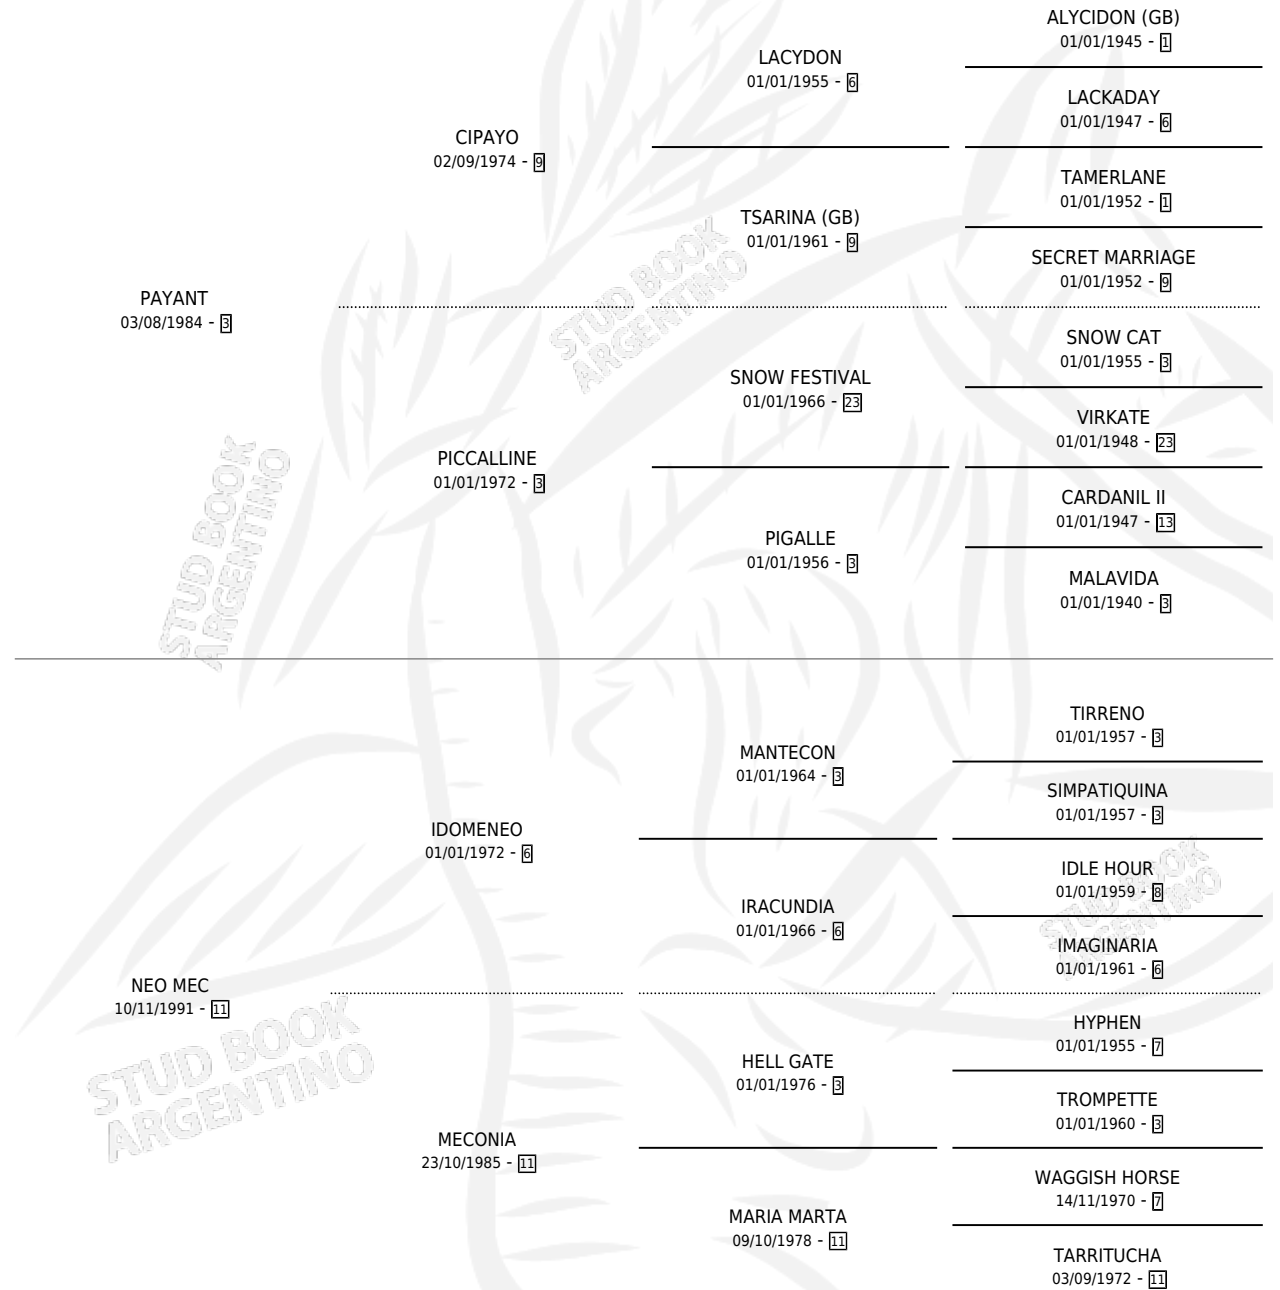 ALYCIDON (GB)
01/01/1945 - 1
LACYDON
01/01/1955 - 6
LACKADAY
01/01/1947 - 6
CIPAYO
02/09/1974 - 9
TAMERLANE
01/01/1952 - 1
TSARINA (GB)
01/01/1961 - 9
SECRET MARRIAGE
01/01/1952 - 9
PAYANT
03/08/1984 - 3
SNOW CAT
01/01/1955 - 3
SNOW FESTIVAL
01/01/1966 - 23
VIRKATE
01/01/1948 - 23
PICCALLINE
01/01/1972 - 3
CARDANIL II
01/01/1947 - 13
PIGALLE
01/01/1956 - 3
MALAVIDA
01/01/1940 - 3
STUD BOOK
ARGENTINO
STUD BOOK
ARGENTINO
TIRRENO
01/01/1957 - 3
MANTECON
01/01/1964 - 3
SIMPATIQUINA
01/01/1957 - 3
IDOMENEO
01/01/1972 - 6
IDLE HOUR
01/01/1959 - 8
IRACUNDIA
01/01/1966 - 6
IMAGINARIA
01/01/1961 - 6
NEO MEC
10/11/1991 - 11
HYPHEN
01/01/1955 - 7
HELL GATE
01/01/1976 - 3
TROMPETTE
01/01/1960 - 3
MECONIA
23/10/1985 - 11
WAGGISH HORSE
14/11/1970 - 7
MARIA MARTA
09/10/1978 - 11
TARRITUCHA
03/09/1972 - 11
STUD BOOK
ARGENTINO
STUD BOOK
ARGENTINO